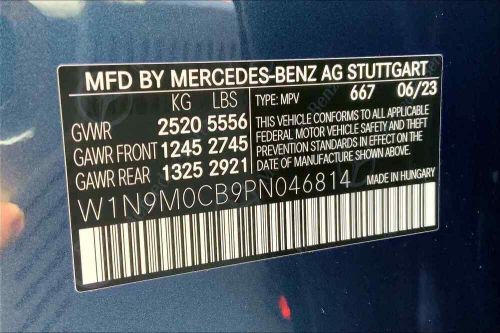 MFD BY MERCEDES-BENZ AG STUTTGART
KG LBS
TYPE: MPV 667 06/23
GVWR 2520 5556
GAWR FRONT 1245 2745
GAWR REAR 1325 2921
THIS VEHICLE CONFORMS TO ALL APPLICABLE
FEDERAL MOTOR VEHICLE SAFETY AND THEFT
PREVENTION STANDARDS IN EFFECT
ON THE DATE OF MANUFACTURE SHOWN ABOVE.
W1N9M0CB9PN046814
MADE IN HUNGARY